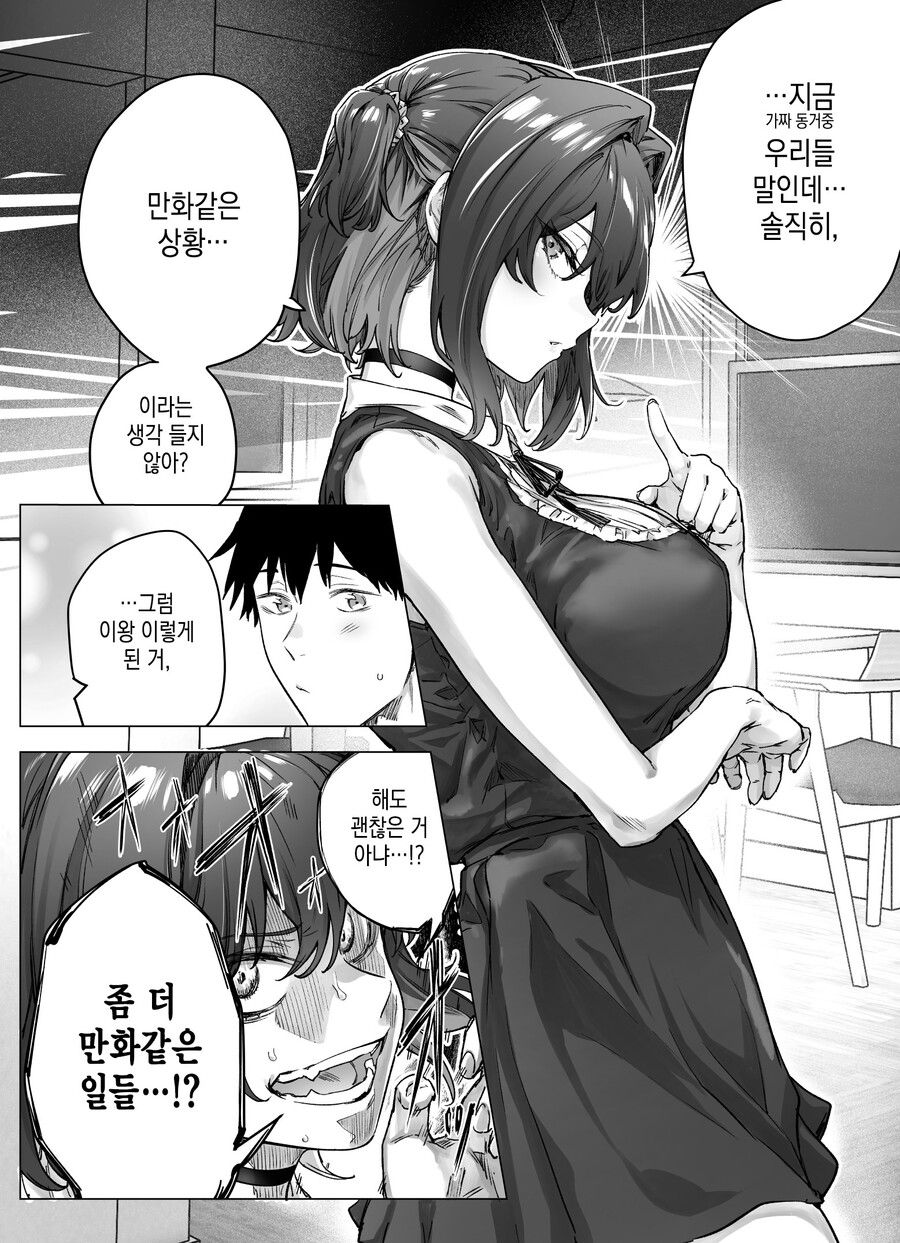 …지금
가짜 동거중
우리들
말인데…
솔직히,
만화같은
상황…
이라는
생각 들지
않아?
…그럼
이왕 이렇게
된 거,
해도
괜찮은 거
아냐…!?
좀 더
만화같은
일들…!?